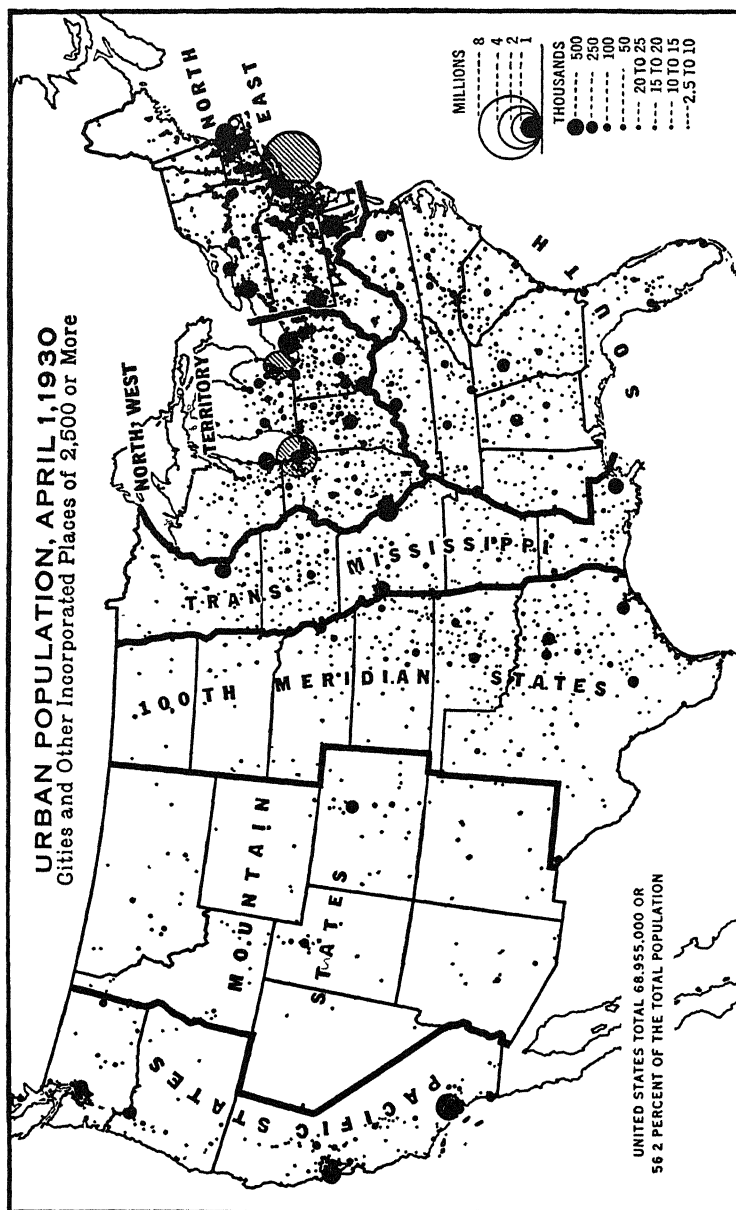 URBAN POPULATION, APRIL 1, 1930
Cities and Other Incorporated Places of 2,500 or More
NORTH EAST
NORTH, WEST
TERRITORY
SOUTH
TRANS MISSISSIPPI
100TH MERIDIAN STATES
MOUNTAIN
STATES
PACIFIC STATES
MILLIONS
8
4
2
1
THOUSANDS
500
250
100
50
20 TO 25
15 TO 20
10 TO 15
2.5 TO 10
UNITED STATES TOTAL 68.955.000 OR
56 2 PERCENT OF THE TOTAL POPULATION